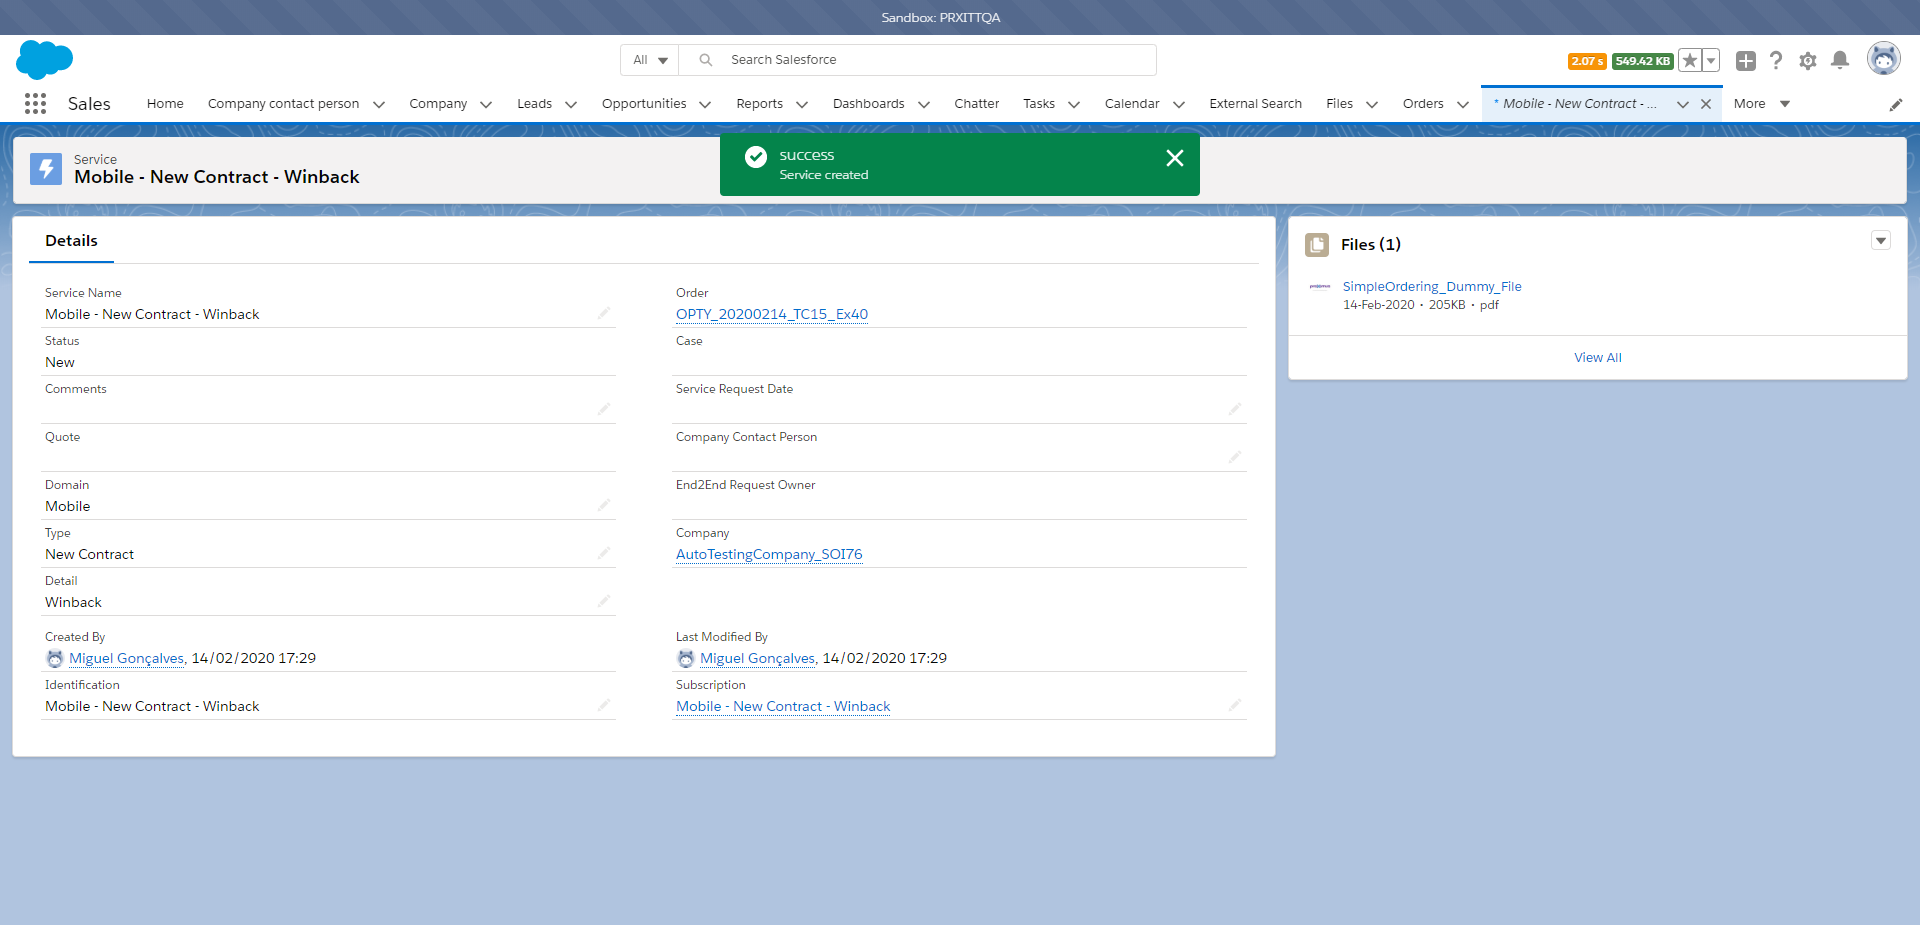 Sandbox: PRXITTQA
All
Search Salesforce
2.07 s
549.42 KB
Sales
Home
Company contact person
Company
Leads
Opportunities
Reports
Dashboards
Chatter
Tasks
Calendar
External Search
Files
Orders
* Mobile - New Contract - ...
More
Service
Mobile - New Contract - Winback
success
Service created
Details
Service Name
Mobile - New Contract - Winback
Order
OPTY_20200214_TC15_Ex40
Status
New
Case
Comments
Service Request Date
Quote
Company Contact Person
Domain
Mobile
End2End Request Owner
Type
New Contract
Company
AutoTestingCompany_SOI76
Detail
Winback
Created By
Miguel Gonçalves, 14/02/2020 17:29
Last Modified By
Miguel Gonçalves, 14/02/2020 17:29
Identification
Mobile - New Contract - Winback
Subscription
Mobile - New Contract - Winback
Files (1)
SimpleOrdering_Dummy_File
14-Feb-2020 • 205KB • pdf
View All